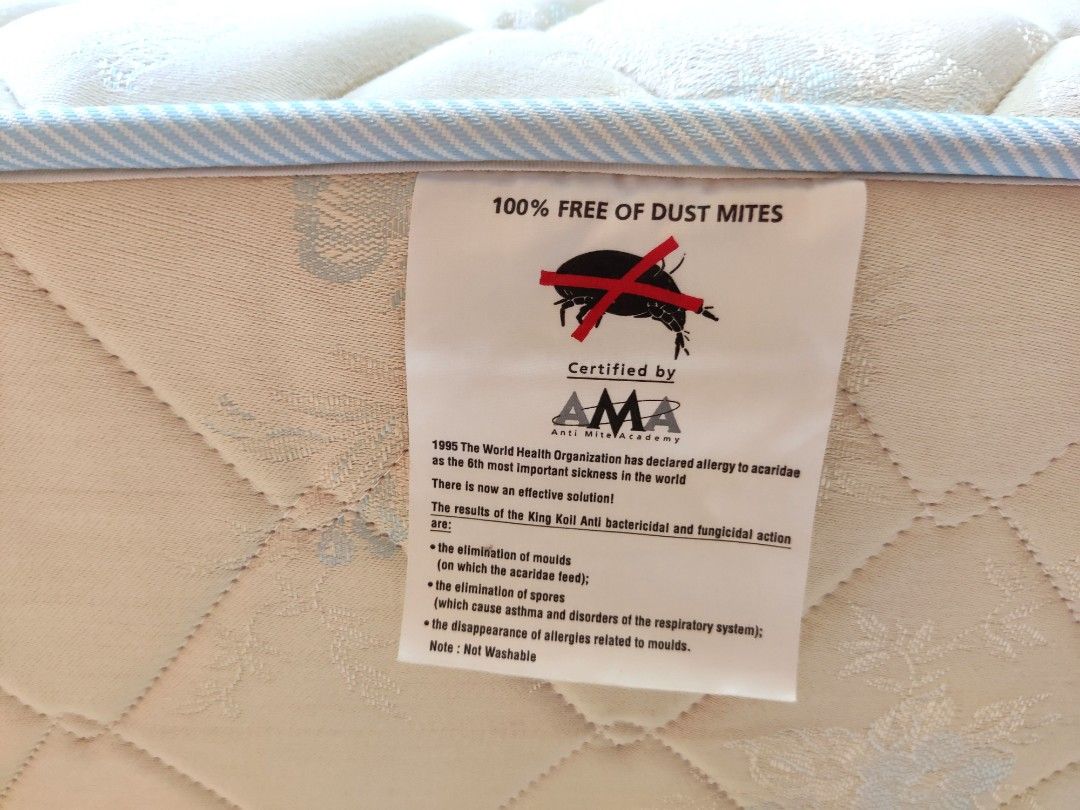 100% FREE OF DUST MITES
Certified by
AMA
Anti Mite Academy
1995 The World Health Organization has declared allergy to acaridae
as the 6th most important sickness in the world
There is now an effective solution!
The results of the King Koil Anti bactericidal and fungicidal action
are:
• the elimination of moulds
(on which the acaridae feed);
• the elimination of spores
(which cause asthma and disorders of the respiratory system);
• the disappearance of allergies related to moulds.
Note : Not Washable